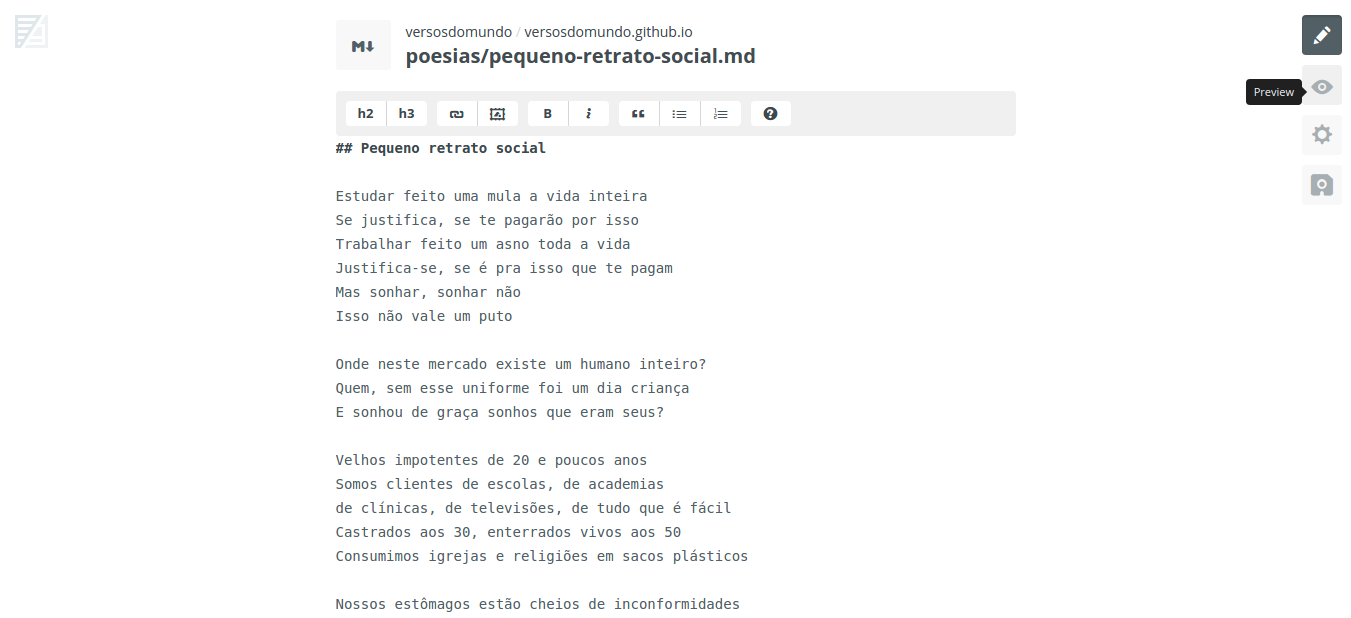 versosdomundo / versosdomundo.github.io
M
poesias/pequeno-retrato-social.md
Preview
h2 h3 B i ?
## Pequeno retrato social
Estudar feito uma mula a vida inteira
Se justifica, se te pagarão por isso
Trabalhar feito um asno toda a vida
Justifica-se, se é pra isso que te pagam
Mas sonhar, sonhar não
Isso não vale um puto
Onde neste mercado existe um humano inteiro?
Quem, sem esse uniforme foi um dia criança
E sonhou de graça sonhos que eram seus?
Velhos impotentes de 20 e poucos anos
Somos clientes de escolas, de academias
de clínicas, de televisões, de tudo que é fácil
Castrados aos 30, enterrados vivos aos 50
Consumimos igrejas e religiões em sacos plásticos
Nossos estômagos estão cheios de inconformidades